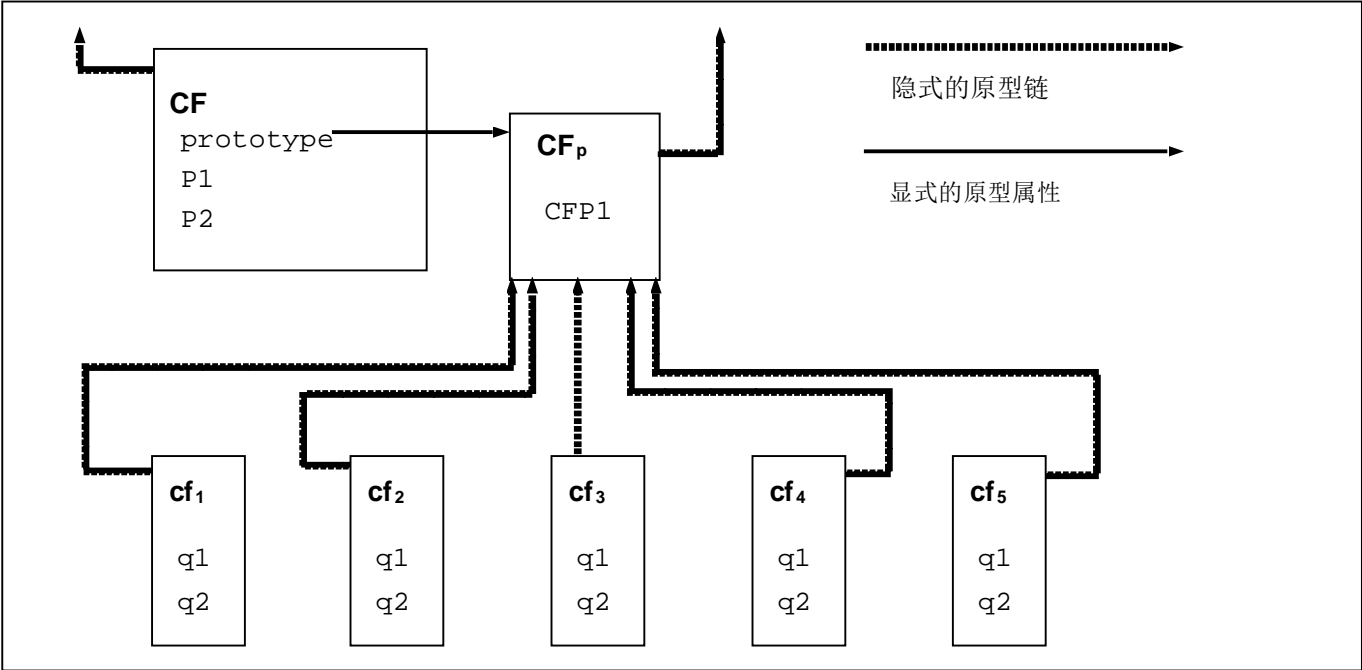 CF
prototype
P1
P2
CFp
CFP1
隐式的原型链
显式的原型属性
cf1
q1
q2
cf2
q1
q2
cf3
q1
q2
cf4
q1
q2
cf5
q1
q2